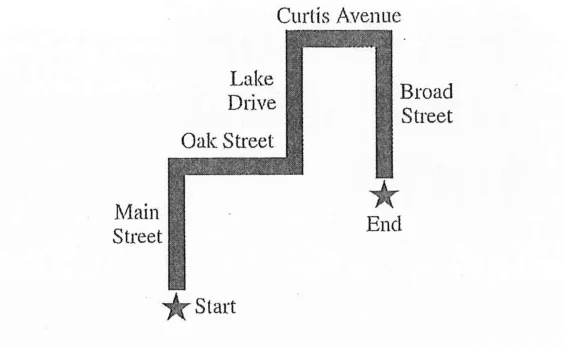 Curtis Avenue
Lake
Drive
Broad
Street
Oak Street
Main
Street
End
Start